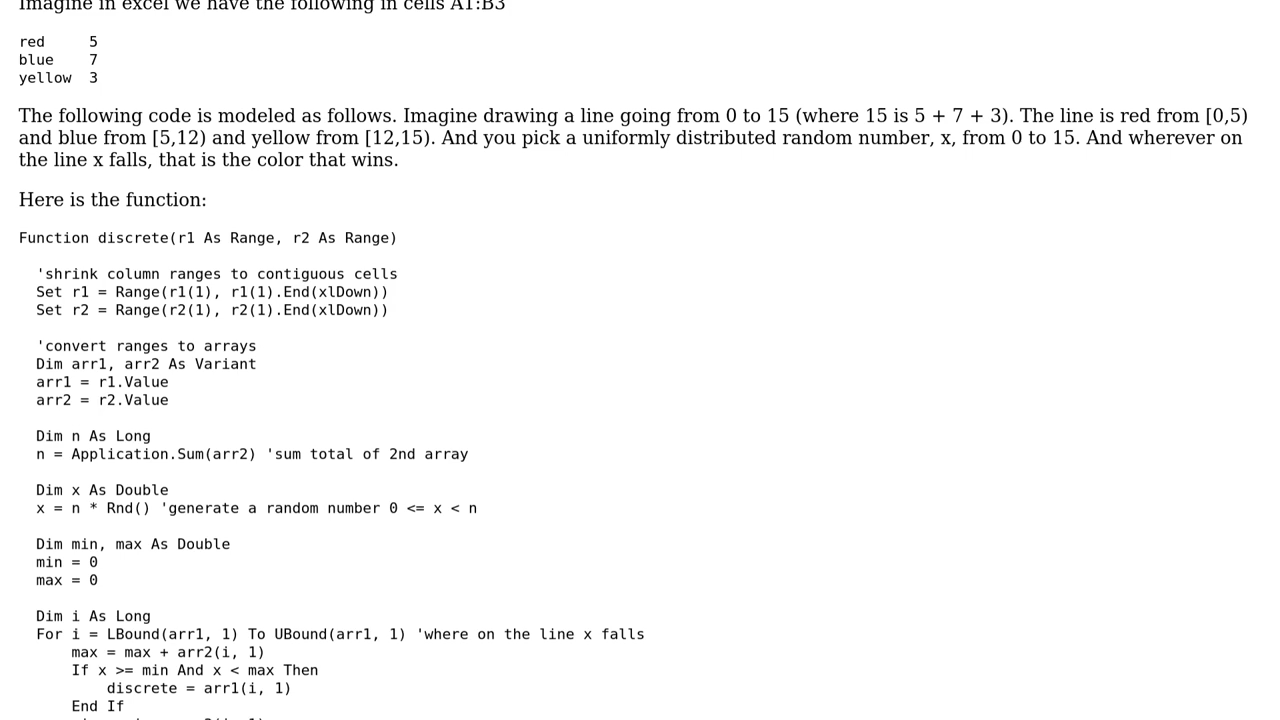 Imagine in excel we have the following in cells A1:B3
red     5
blue    7
yellow  3
The following code is modeled as follows. Imagine drawing a line going from 0 to 15 (where 15 is 5 + 7 + 3). The line is red from [0,5)
and blue from [5,12) and yellow from [12,15). And you pick a uniformly distributed random number, x, from 0 to 15. And wherever on
the line x falls, that is the color that wins.
Here is the function:
Function discrete(r1 As Range, r2 As Range)
  'shrink column ranges to contiguous cells
  Set r1 = Range(r1(1), r1(1).End(xlDown))
  Set r2 = Range(r2(1), r2(1).End(xlDown))
  'convert ranges to arrays
  Dim arr1, arr2 As Variant
  arr1 = r1.Value
  arr2 = r2.Value
  Dim n As Long
  n = Application.Sum(arr2) 'sum total of 2nd array
  Dim x As Double
  x = n * Rnd() 'generate a random number 0 <= x < n
  Dim min, max As Double
  min = 0
  max = 0
  Dim i As Long
  For i = LBound(arr1, 1) To UBound(arr1, 1) 'where on the line x falls
      max = max + arr2(i, 1)
      If x >= min And x < max Then
          discrete = arr1(i, 1)
      End If